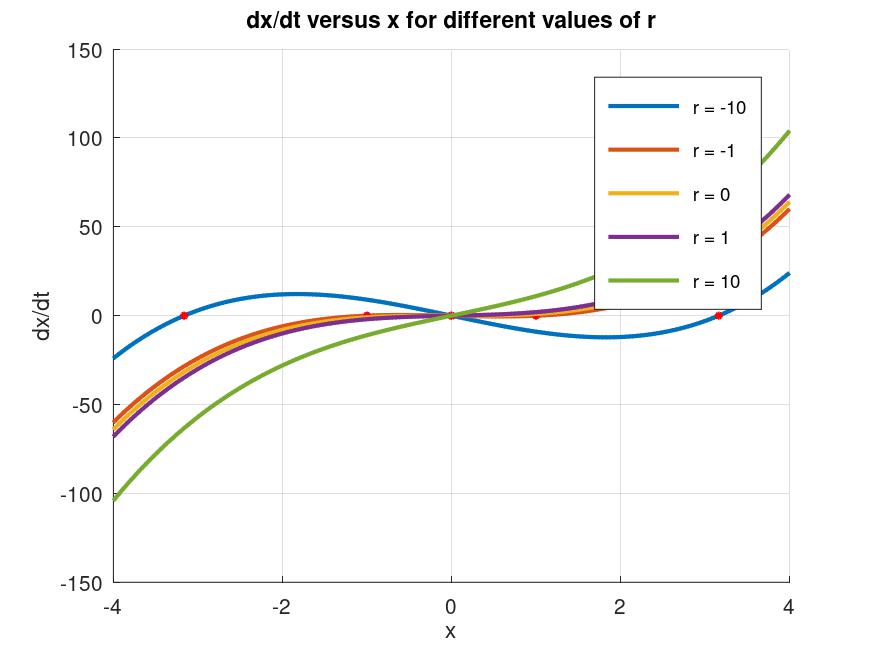 dx/dt versus x for different values of r
150
100
50
0
-50
-100
-150
dx/dt
-4
-2
0
2
4
x
r = -10
r = -1
r = 0
r = 1
r = 10